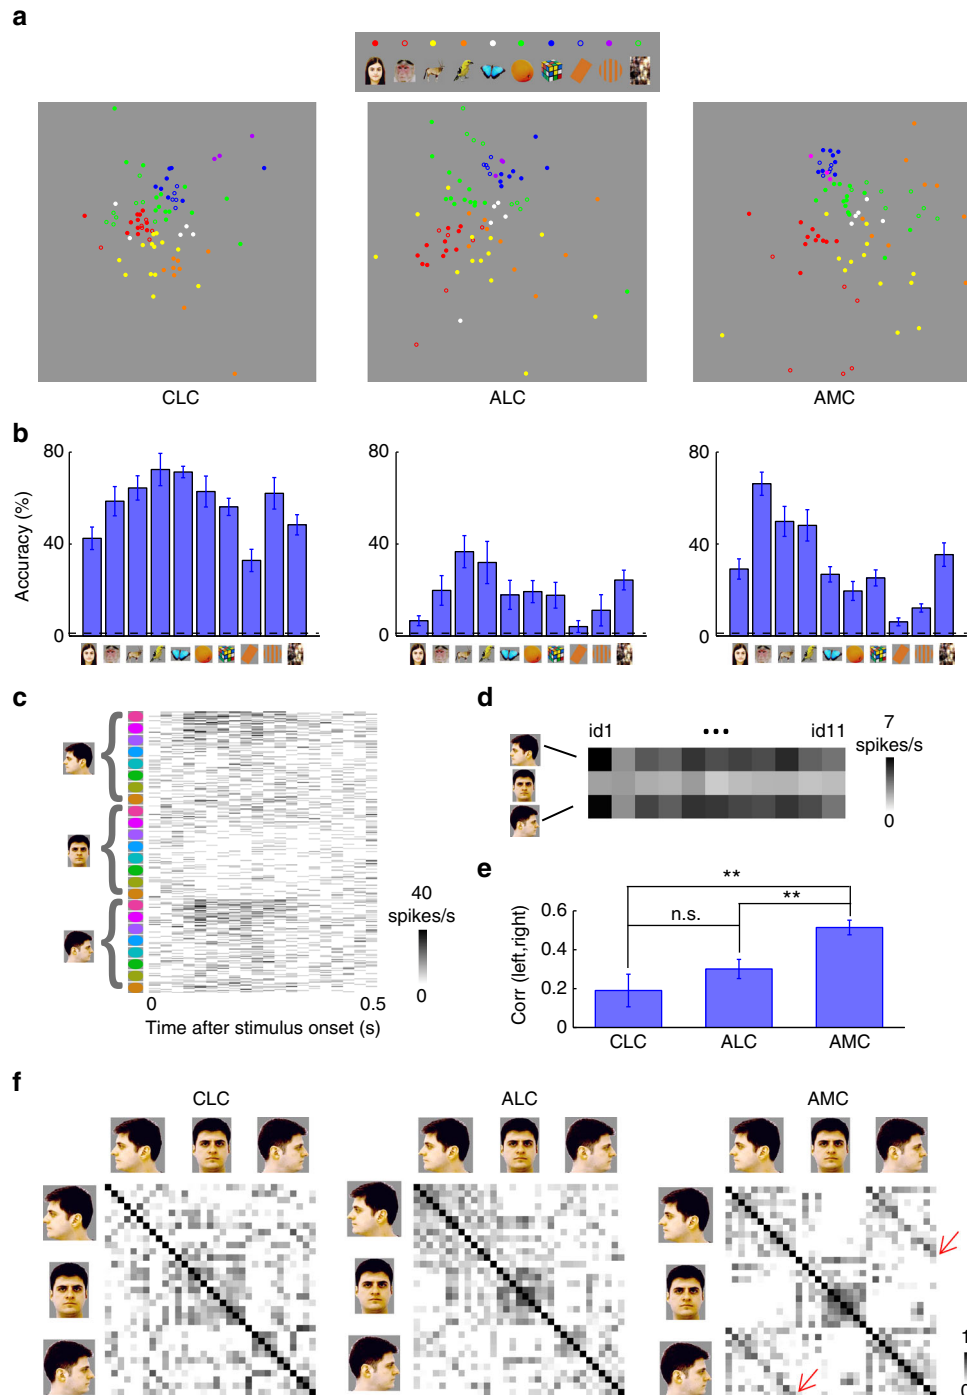 a
CLC
ALC
AMC
b
Accuracy (%)
80
40
0
80
40
0
80
40
0
c
40
spikes/s
0
0
0.5
Time after stimulus onset (s)
d
id1
...
id11
7
spikes/s
0
e
**
n.s.
**
Corr (left,right)
0.6
0.4
0.2
0
CLC
ALC
AMC
f
CLC
ALC
AMC
1
0